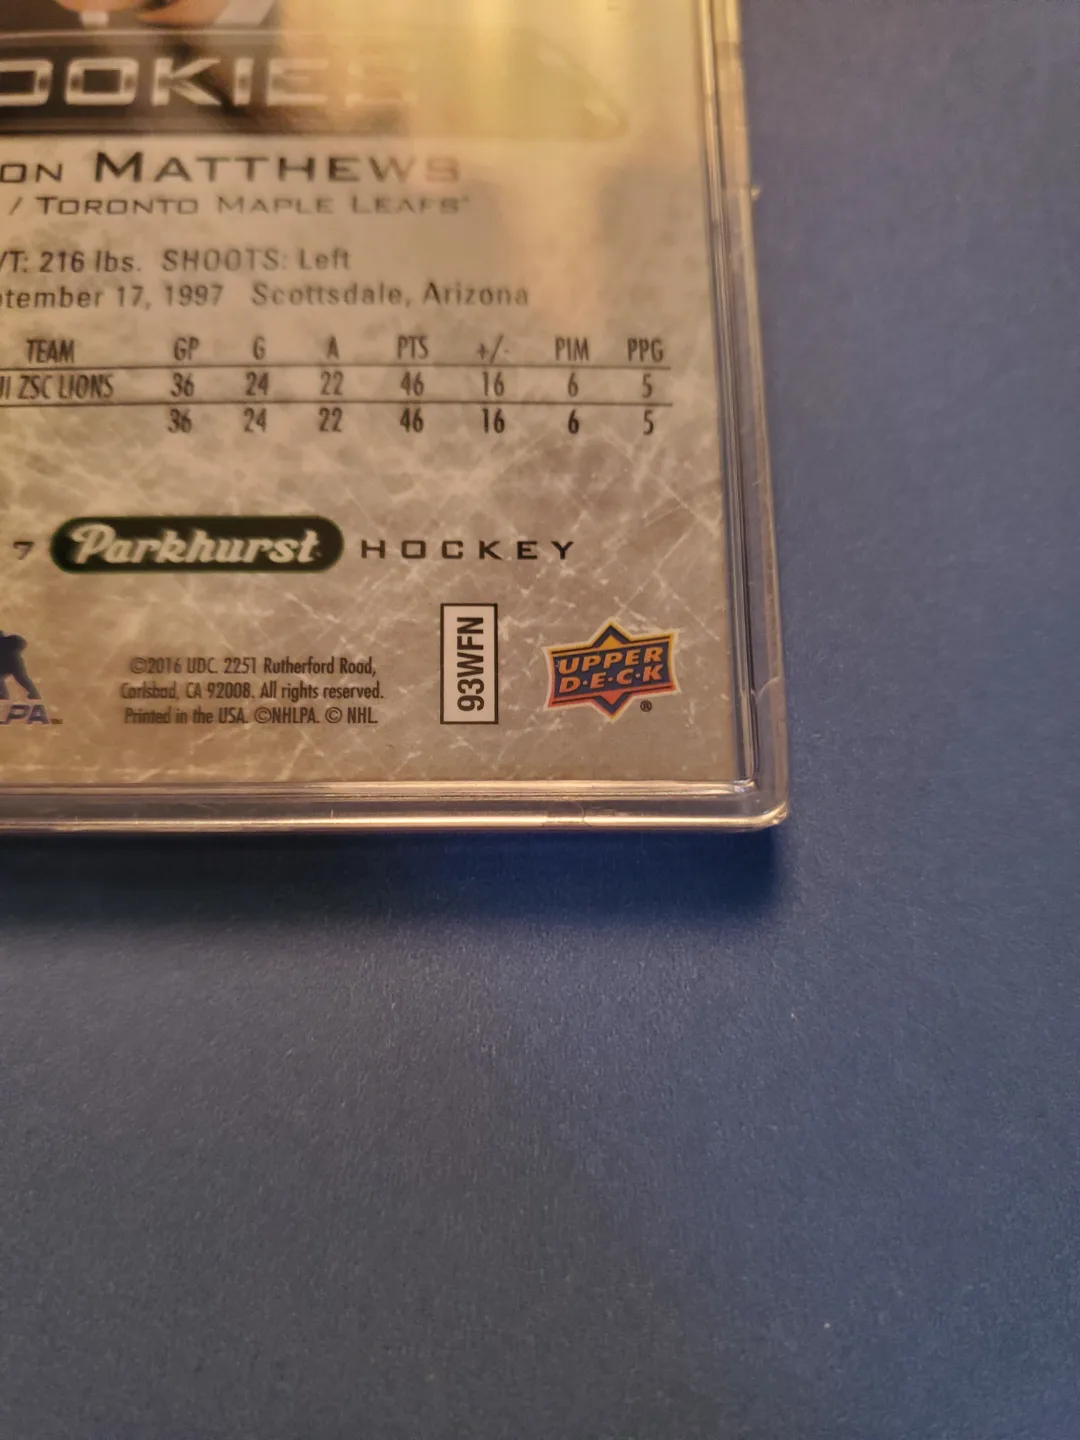 OOKIES
ON MATTHEWS
/ TORONTO MAPLE LEAFS
/T: 216 lbs. SHOOTS: Left
tember 17, 1997 Scottsdale, Arizona
TEAM GP G A PTS +/- PIM PPG
ZSC LIONS 36 24 22 46 16 6 5
36 24 22 46 16 6 5
7 Parkhurst HOCKEY
©2016 UDC. 2251 Rutherford Road,
Carlsbad, CA 92008. All rights reserved.
Printed in the USA. ©NHLPA. © NHL.
LPA™
93WFN
UPPER
D·E·C·K
®